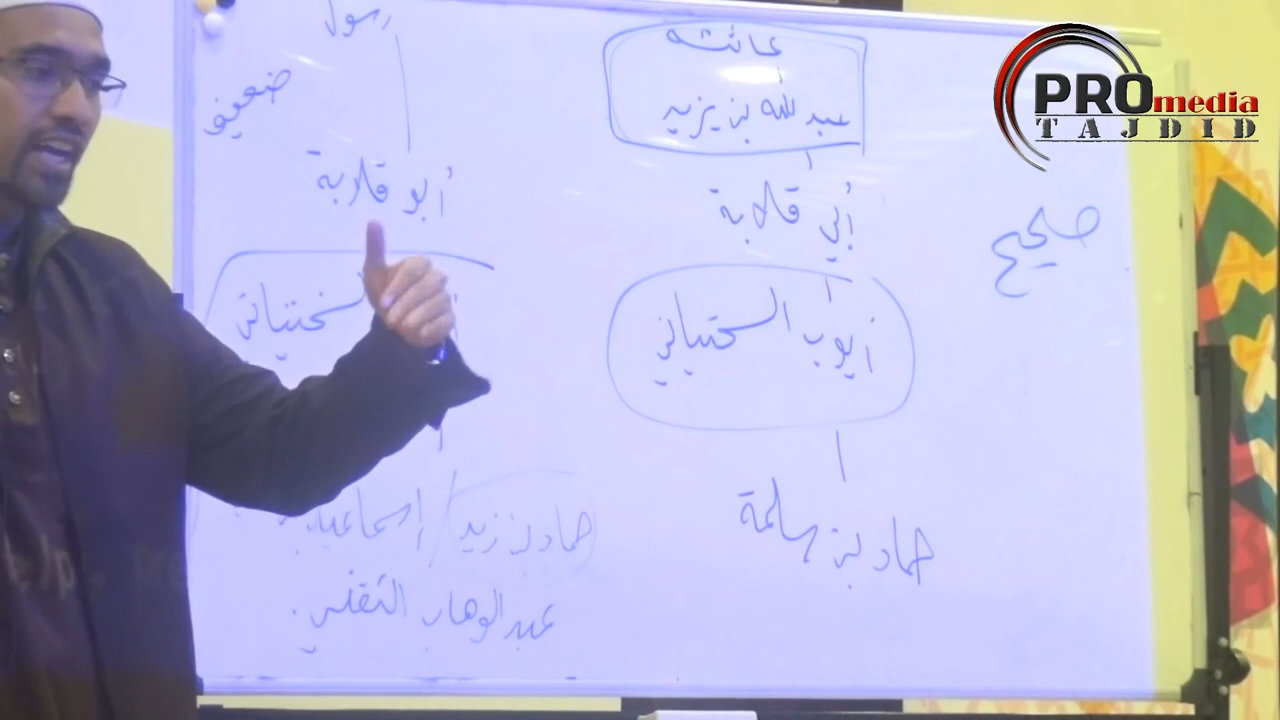 عائشة
عبد الله بن يزيد
أبي قلابة
أيوب السختياني
حماد بن سلمة
صحيح
رسول
ضعيف
أبو قلابة
السختياني
حماد بن زيد / إسماعيل
عبد الوهاب الثقفي
PROmedia
TAJDID